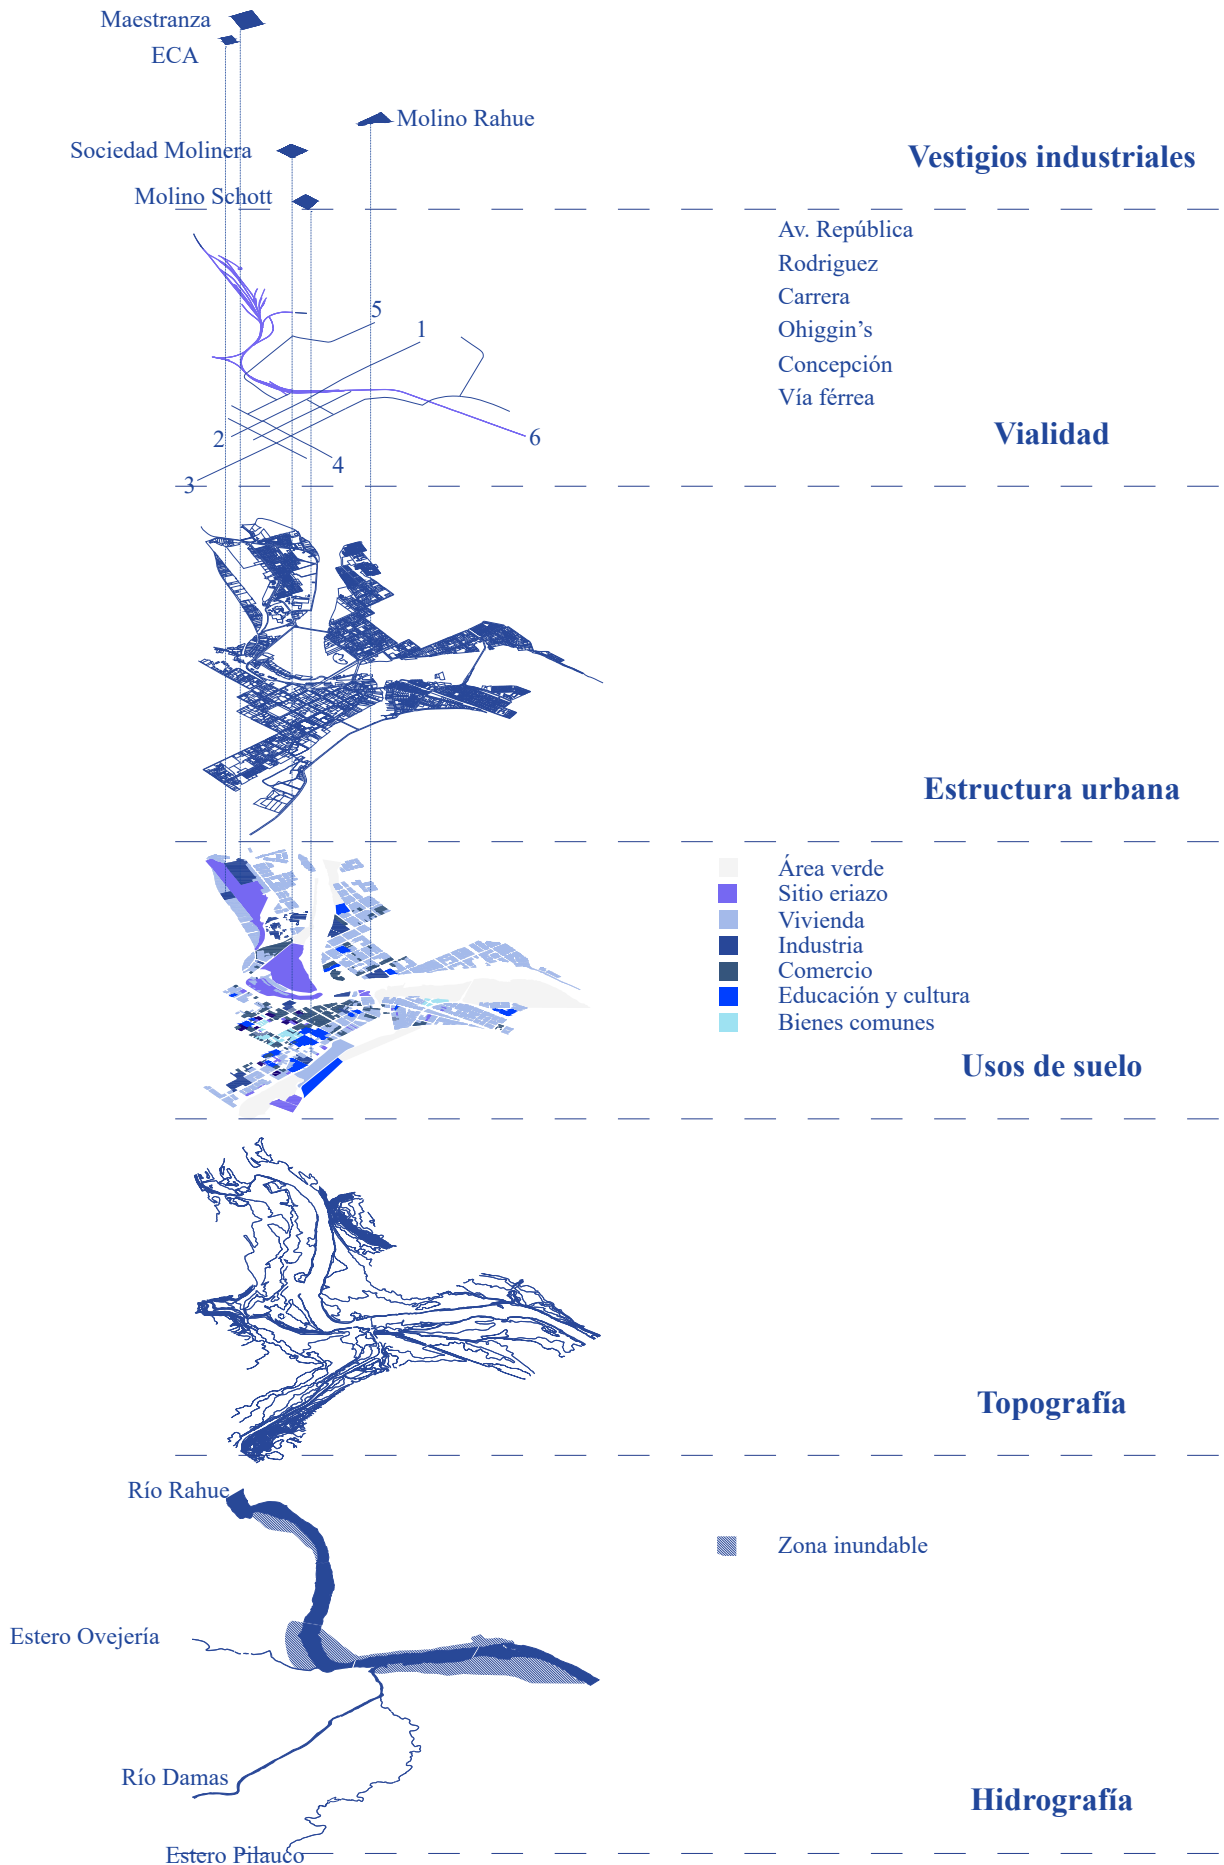 Maestranza
ECA
Molino Rahue
Sociedad Molinera
Vestigios industriales
Molino Schott
Av. República
Rodriguez
Carrera
Ohiggin's
Concepción
Vía férrea
5
1
2
6
4
3
Vialidad
Estructura urbana
Área verde
Sitio eriazo
Vivienda
Industria
Comercio
Educación y cultura
Bienes comunes
Usos de suelo
Topografía
Río Rahue
Zona inundable
Estero Ovejería
Río Damas
Hidrografía
Estero Pilauco